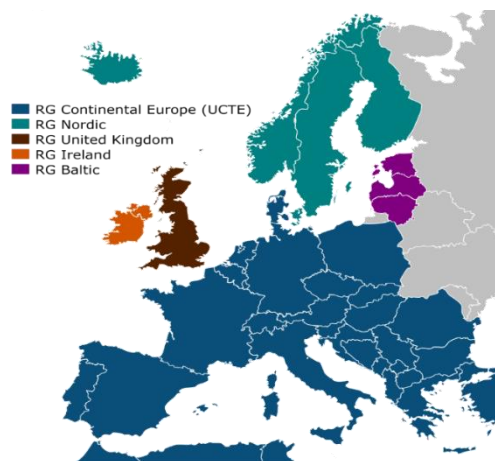 RG Continental Europe (UCTE)
RG Nordic
RG United Kingdom
RG Ireland
RG Baltic